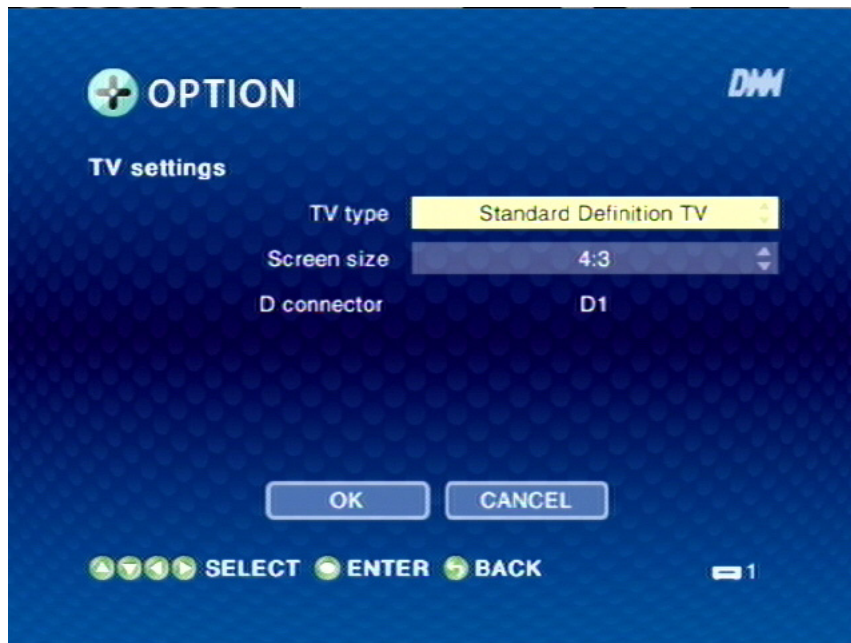 OPTION
DMM
TV settings
TV type Standard Definition TV
Screen size 4:3
D connector D1
OK CANCEL
SELECT ENTER BACK 1